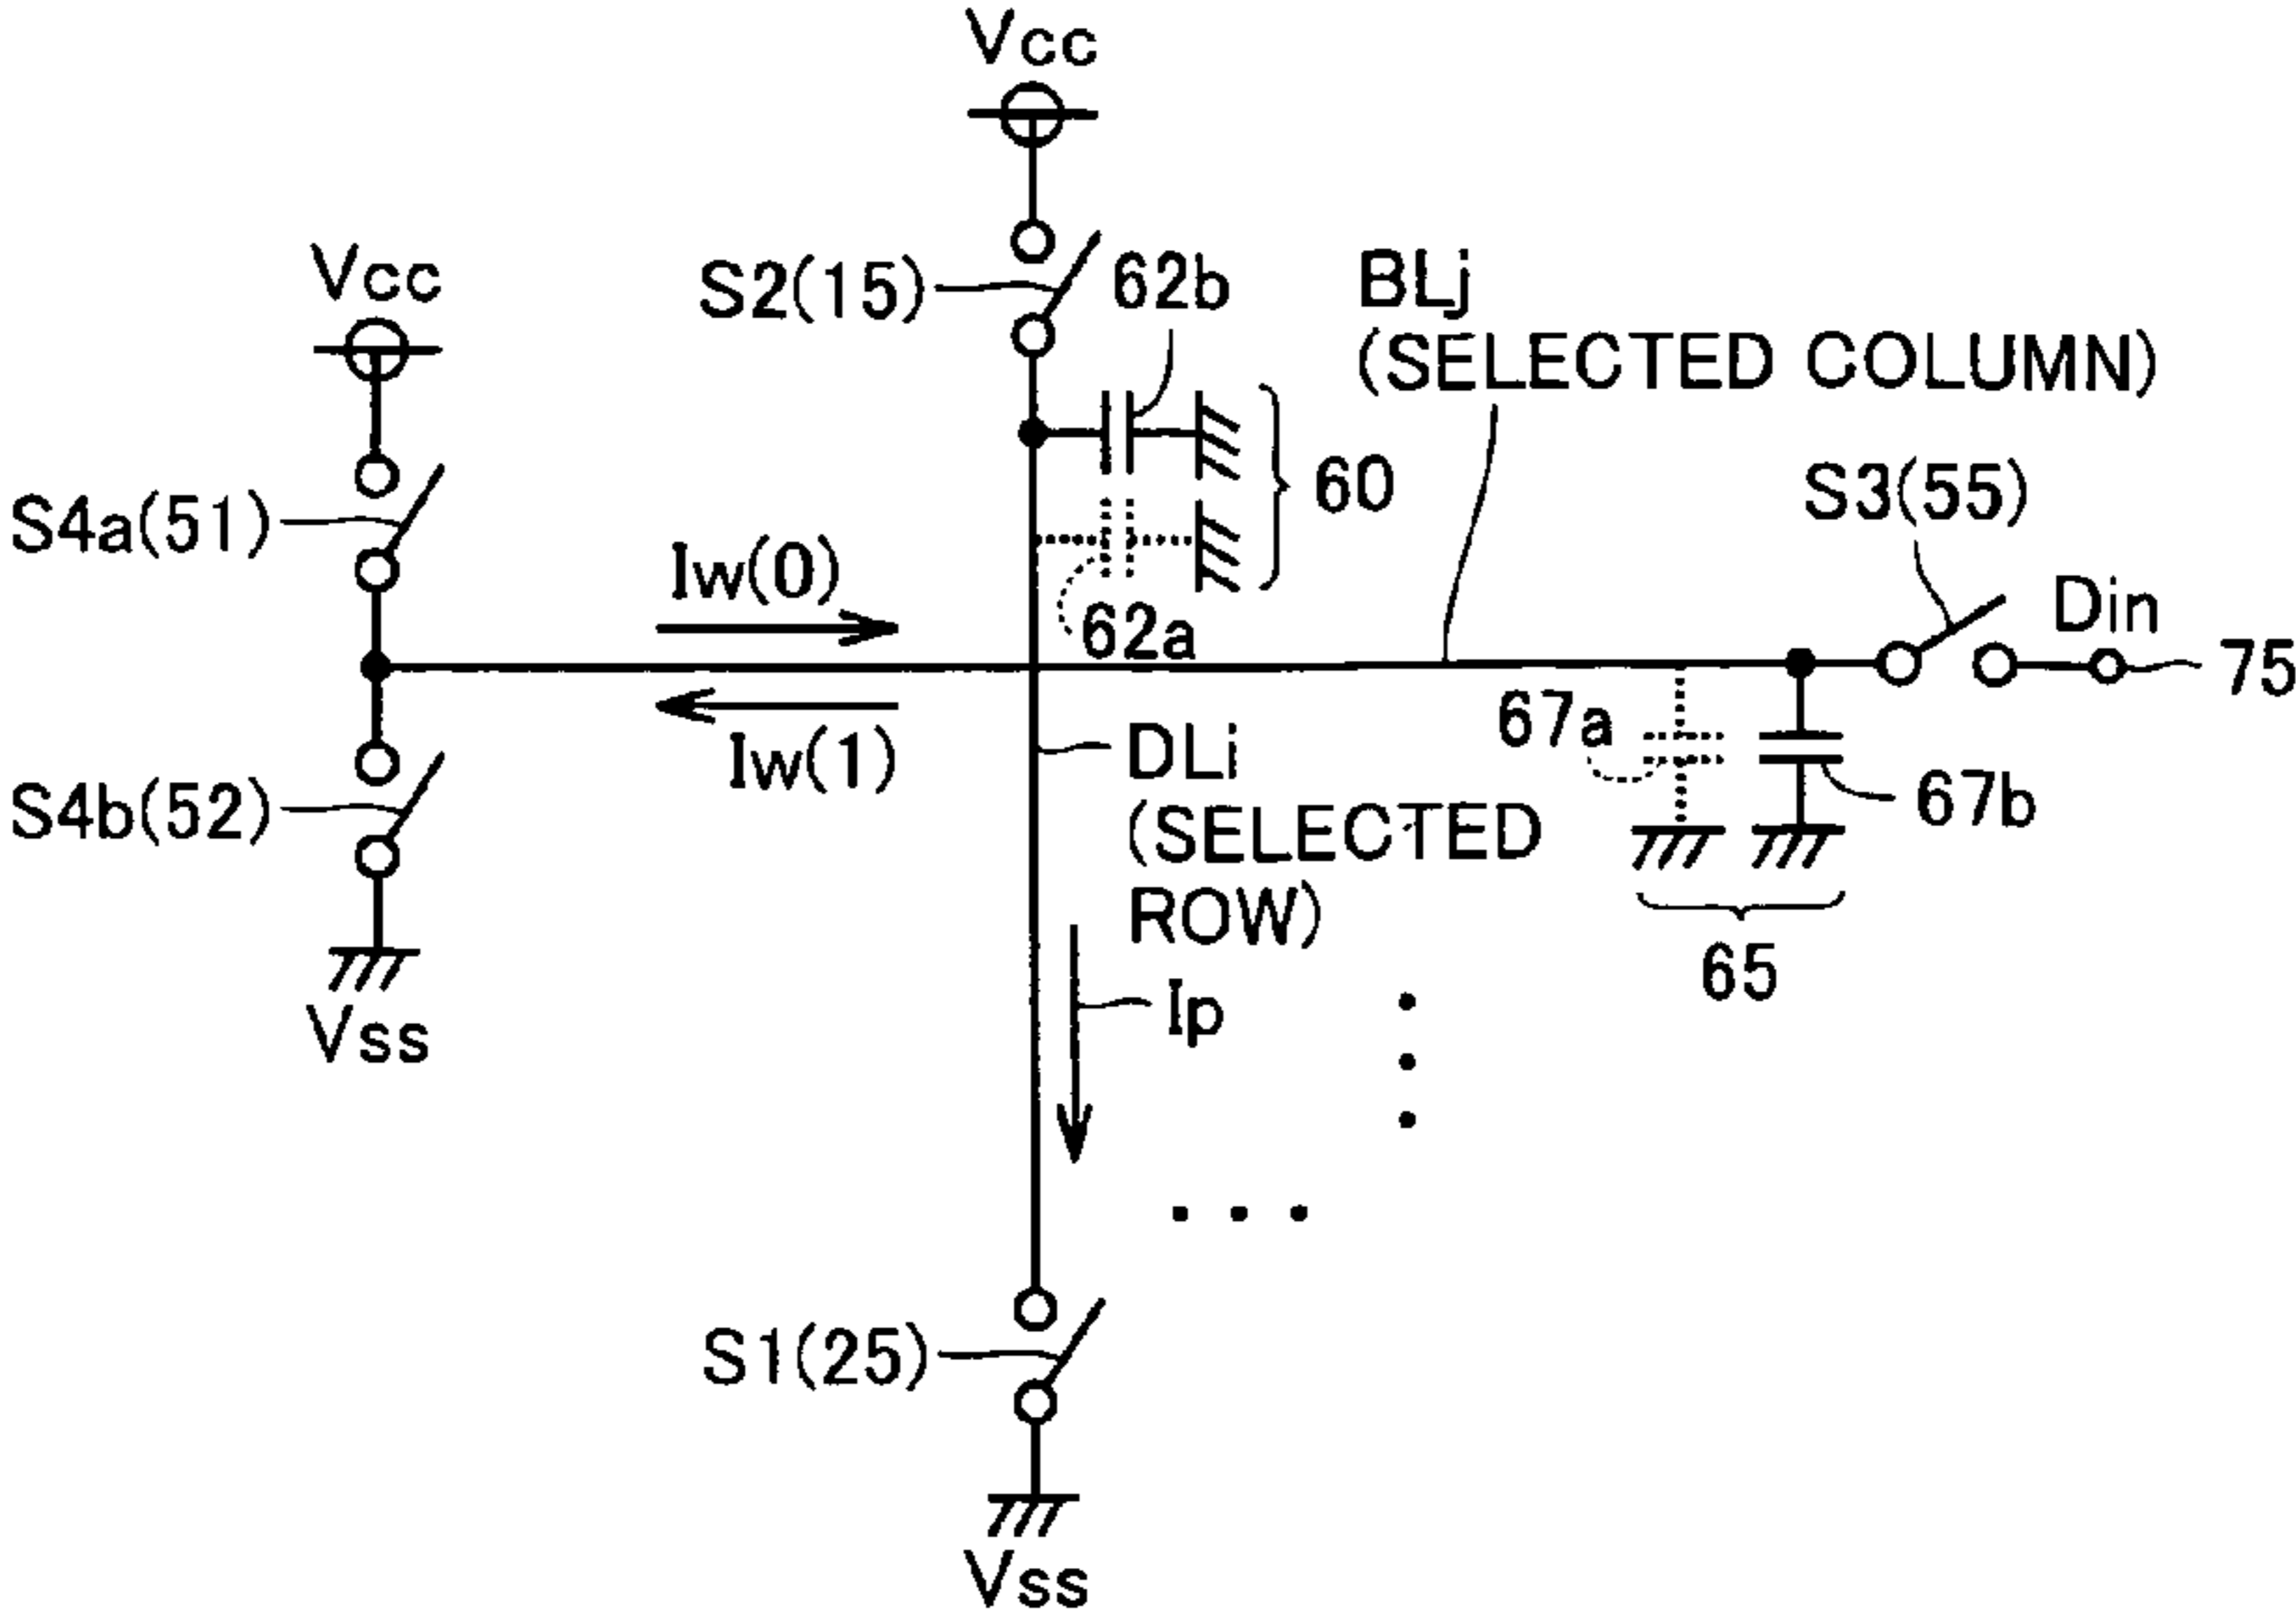 Vcc
Vcc
S2(15)
62b
BLj
(SELECTED COLUMN)
60
S3(55)
S4a(51)
Iw(0)
62a
Din
75
67a
Iw(1)
DLi
(SELECTED
ROW)
67b
S4b(52)
65
Ip
Vss
S1(25)
Vss